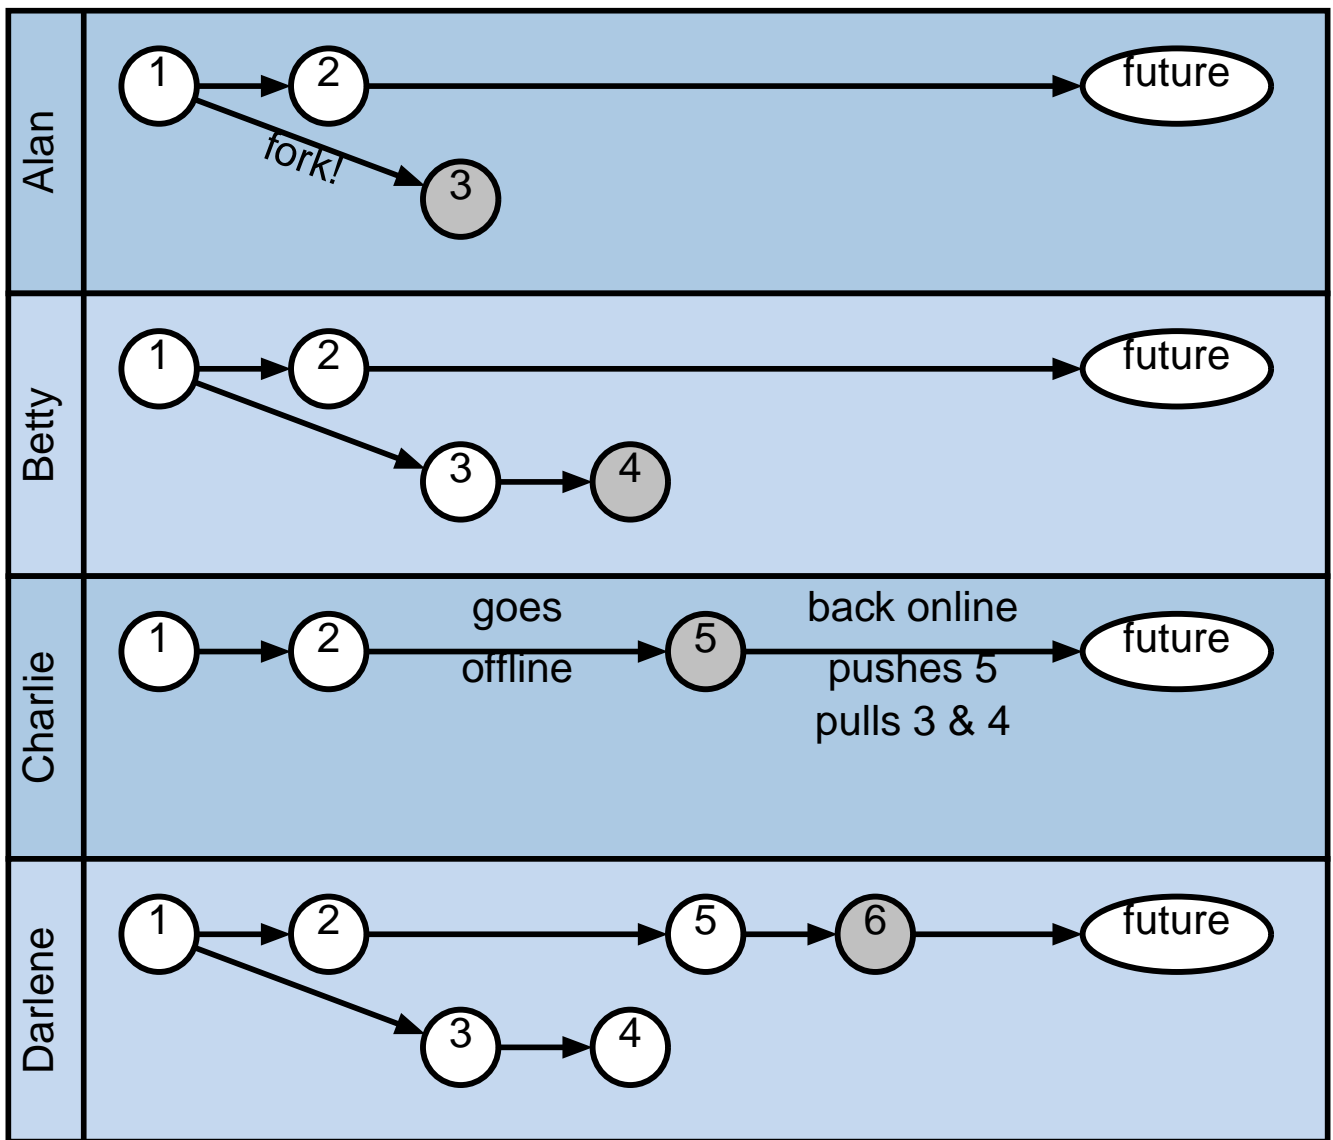 Alan
1
2
future
fork!
3
Betty
1
2
future
3
4
Charlie
1
2
goes
offline
5
back online
pushes 5
pulls 3 & 4
future
Darlene
1
2
5
6
future
3
4